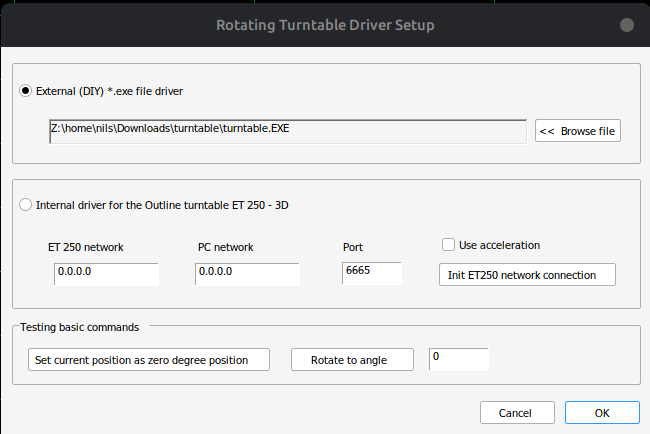 Rotating Turntable Driver Setup
External (DIY) *.exe file driver
Z:\home\nils\Downloads\turntable\turntable.EXE
<< Browse file
Internal driver for the Outline turntable ET 250 - 3D
ET 250 network
PC network
Port
Use acceleration
0.0.0.0
0.0.0.0
6665
Init ET250 network connection
Testing basic commands
Set current position as zero degree position
Rotate to angle
0
Cancel
OK